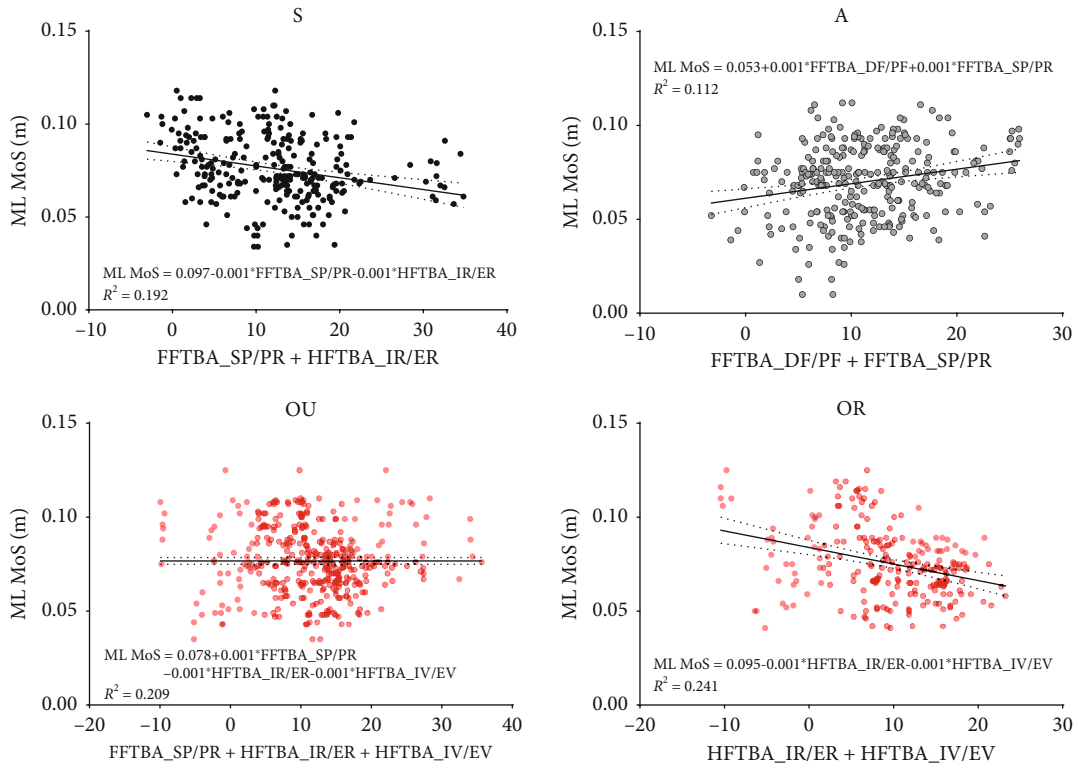 S
0.15
0.10
0.05
0.00
ML MoS (m)
ML MoS = 0.097-0.001*FFTBA_SP/PR-0.001*HFTBA_IR/ER
R² = 0.192
−10 0 10 20 30 40
FFTBA_SP/PR + HFTBA_IR/ER
A
0.15
0.10
0.05
0.00
ML MoS (m)
ML MoS = 0.053+0.001*FFTBA_DF/PF+0.001*FFTBA_SP/PR
R² = 0.112
−10 0 10 20 30
FFTBA_DF/PF + FFTBA_SP/PR
OU
0.15
0.10
0.05
0.00
ML MoS (m)
ML MoS = 0.078+0.001*FFTBA_SP/PR
−0.001*HFTBA_IR/ER-0.001*HFTBA_IV/EV
R² = 0.209
−20 −10 0 10 20 30 40
FFTBA_SP/PR + HFTBA_IR/ER + HFTBA_IV/EV
OR
0.15
0.10
0.05
0.00
ML MoS (m)
ML MoS = 0.095-0.001*HFTBA_IR/ER-0.001*HFTBA_IV/EV
R² = 0.241
−20 −10 0 10 20 30
HFTBA_IR/ER + HFTBA_IV/EV